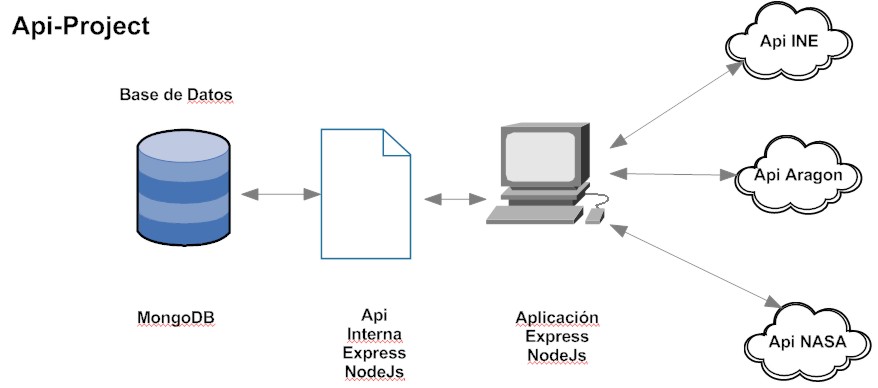 Api-Project
Api INE
Base de Datos
Api Aragon
MongoDB
Api
Interna
Express
NodeJs
Aplicación
Express
NodeJs
Api NASA